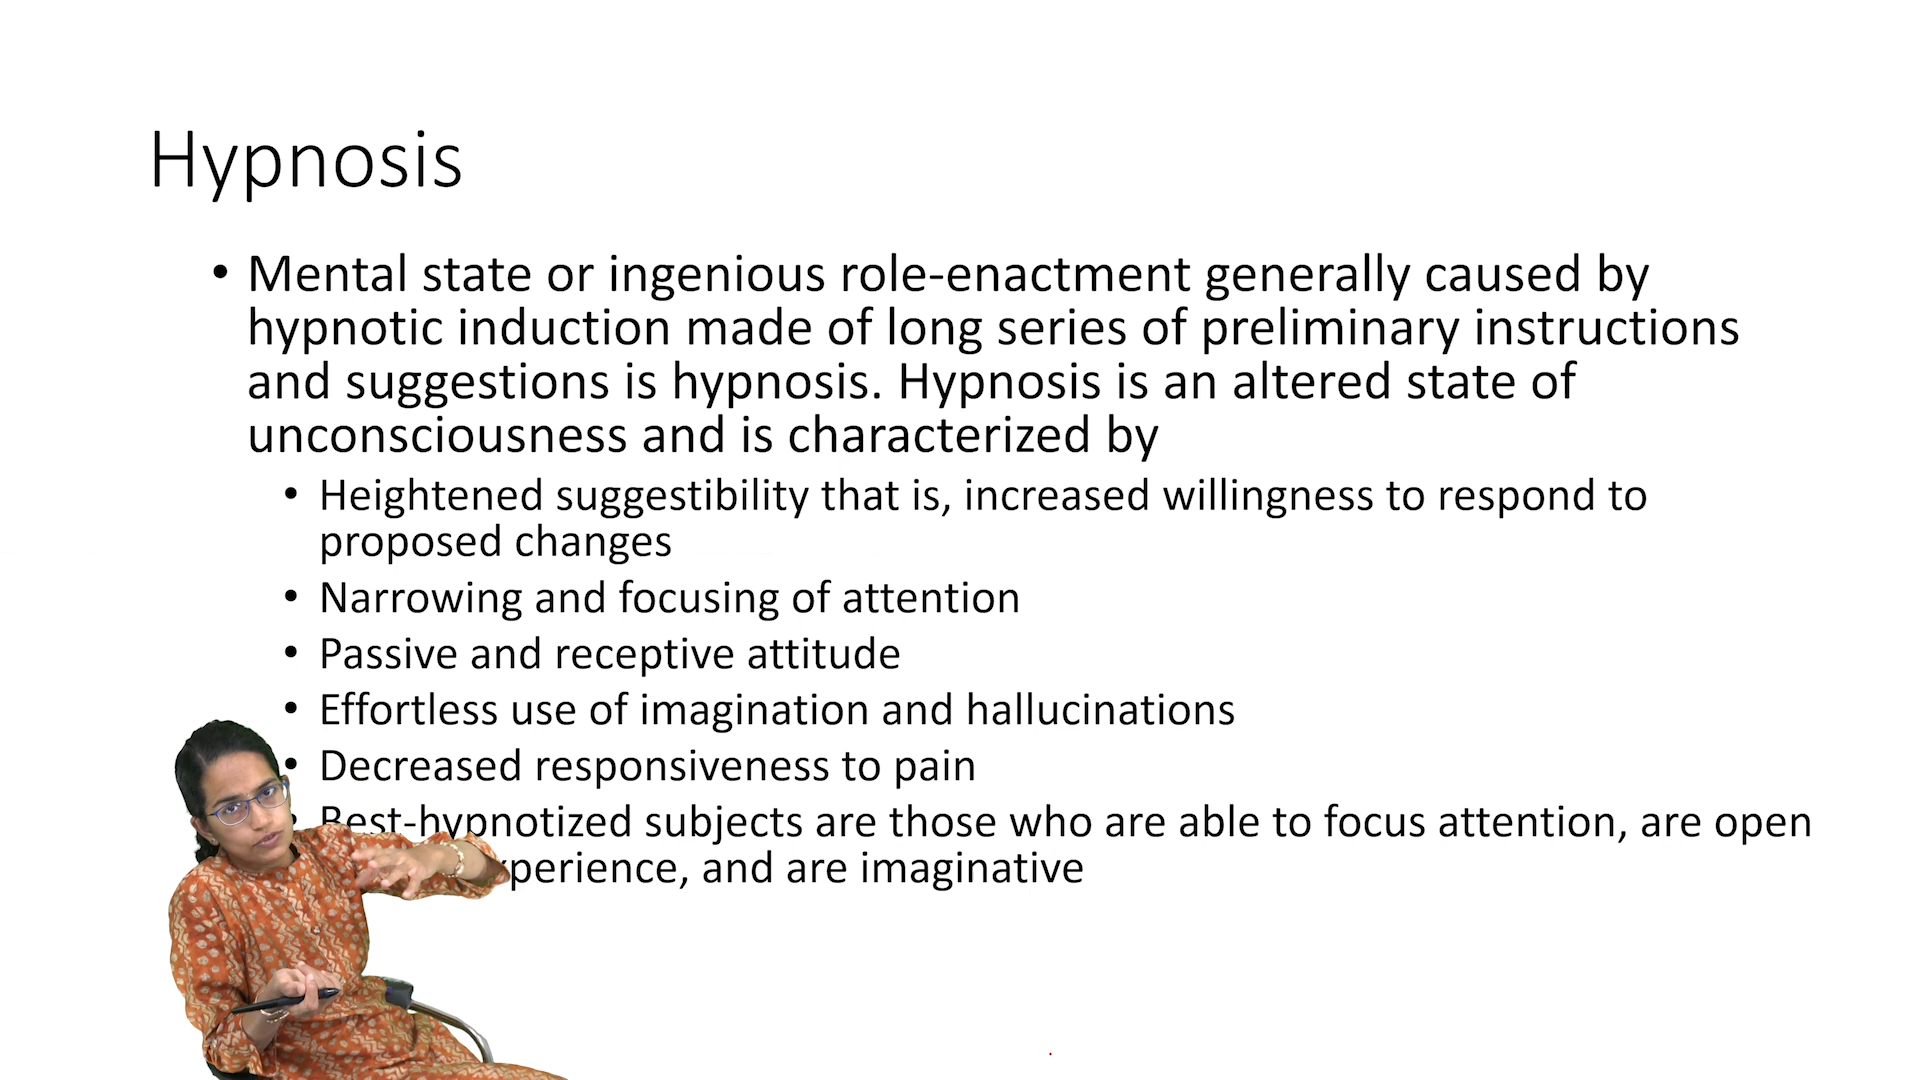 Hypnosis
• Mental state or ingenious role-enactment generally caused by
hypnotic induction made of long series of preliminary instructions
and suggestions is hypnosis. Hypnosis is an altered state of
unconsciousness and is characterized by
• Heightened suggestibility that is, increased willingness to respond to
proposed changes
• Narrowing and focusing of attention
• Passive and receptive attitude
• Effortless use of imagination and hallucinations
• Decreased responsiveness to pain
• Best-hypnotized subjects are those who are able to focus attention, are open
and are imaginative